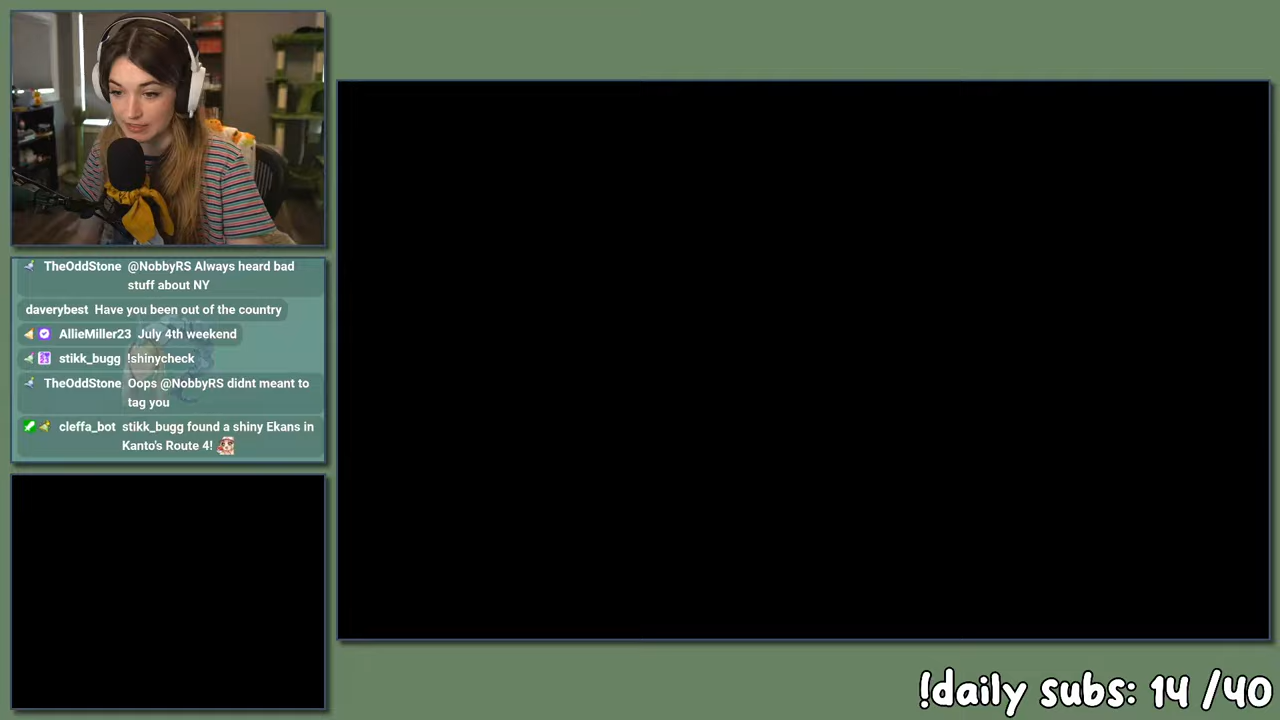 TheOddStone @NobbyRS Always heard bad
stuff about NY
daverybest Have you been out of the country
AllieMiller23 July 4th weekend
stikk_bugg !shinycheck
TheOddStone Oops @NobbyRS didnt meant to
tag you
cleffa_bot stikk_bugg found a shiny Ekans in
Kanto's Route 4!
!daily subs: 14 /40